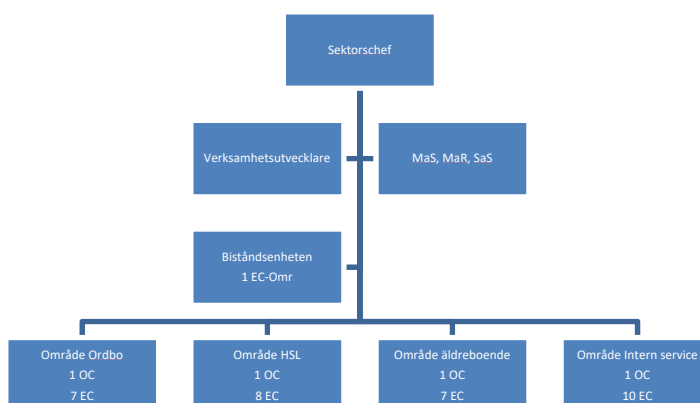 Sektorschef
Verksamhetsutvecklare
MaS, MaR, SaS
Biståndsenheten
1 EC-Omr
Område Ordbo
1 OC
7 EC
Område HSL
1 OC
8 EC
Område äldreboende
1 OC
7 EC
Område Intern service
1 OC
10 EC